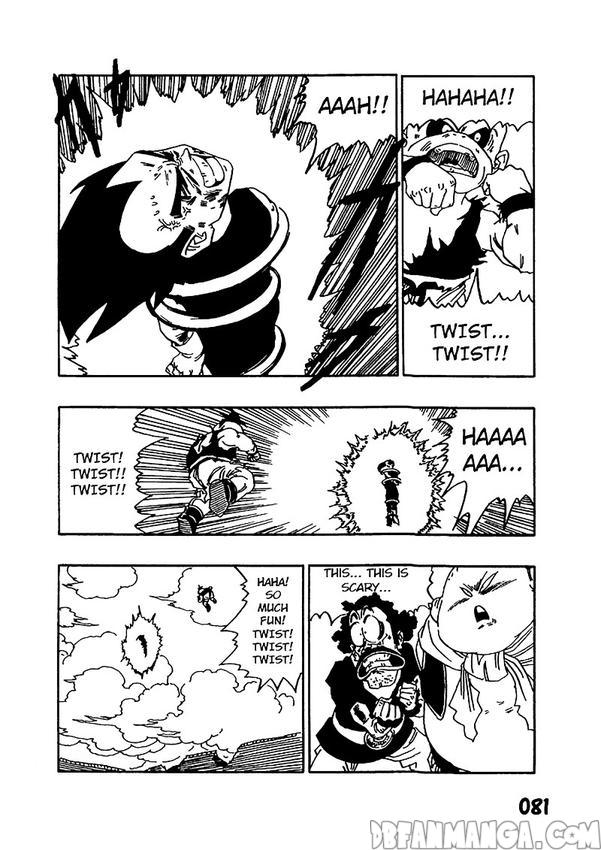 HAHAHA!!
TWIST...
TWIST!!
AAAH!!
HAAAA
AAA...
TWIST!
TWIST!!
TWIST!!
THIS... THIS IS
SCARY...
HAHA!
SO
MUCH
FUN!
TWIST!
TWIST!
TWIST!
081
DBFANMANGA.COM